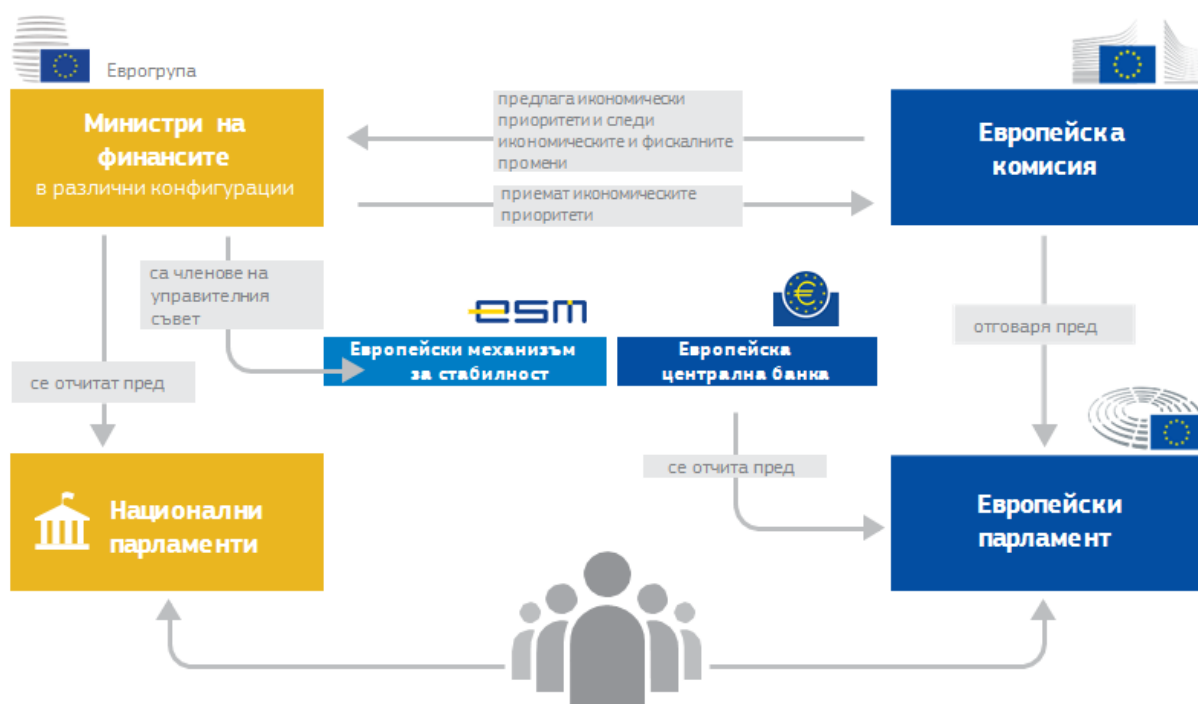 Еврогрупа
Министри на
финансите
в различни конфигурации
предлага икономически
приоритети и следи
икономическите и фискалните
промени
приемат икономическите
приоритети
Европейска
комисия
са членове на
управителния
съвет
esm
Европейски механизъм
за стабилност
Европейска
централна банка
отговаря пред
се отчитат пред
се отчита пред
Национални
парламенти
Европейски
парламент